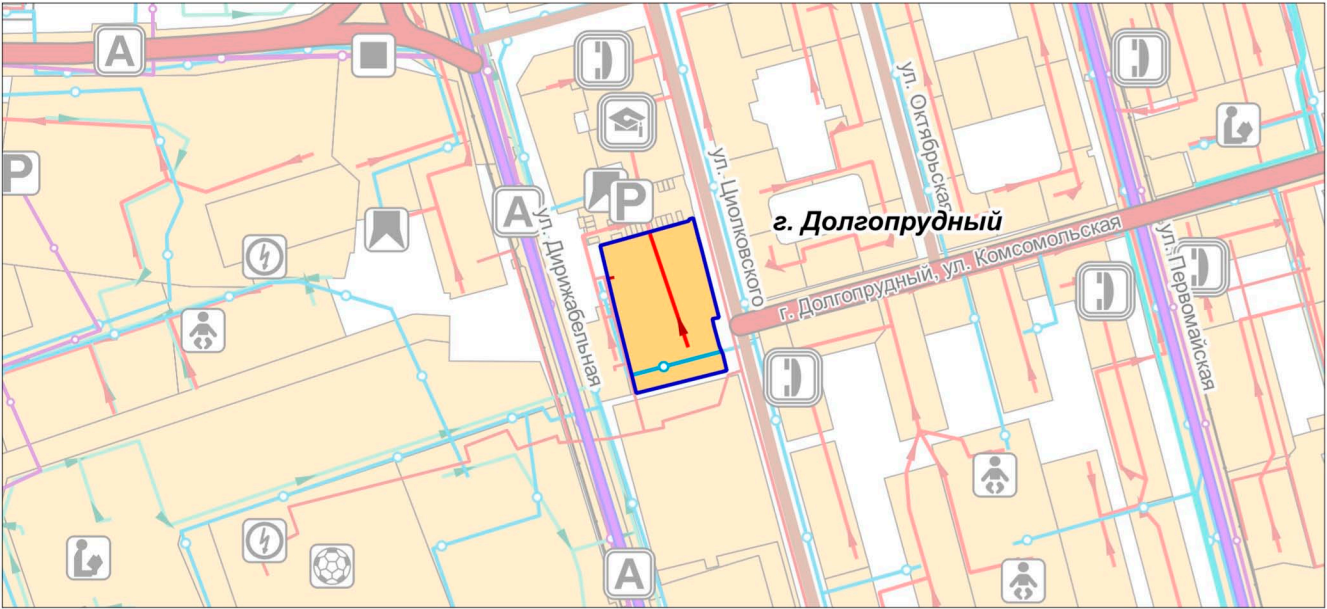 A
P
A
P
A
ул. Дирижабельная
ул. Циолковского
ул. Октябрьская
г. Долгопрудный
г. Долгопрудный, ул. Комсомольская
ул. Первомайская